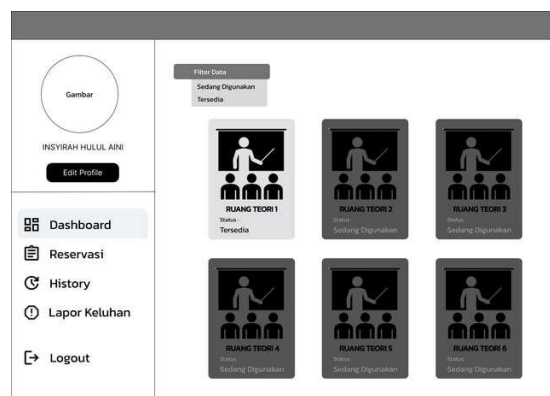 Gambar
INSYIRAH HULUL AINI
Edit Profile
Dashboard
Reservasi
History
Lapor Keluhan
Logout
Filter Data
Sedang Digunakan
Tersedia
RUANG TEORI 1
Status :
Tersedia
RUANG TEORI 2
Status :
Sedang Digunakan
RUANG TEORI 3
Status :
Sedang Digunakan
RUANG TEORI 4
Status :
Sedang Digunakan
RUANG TEORI 5
Status :
Sedang Digunakan
RUANG TEORI 6
Status :
Sedang Digunakan